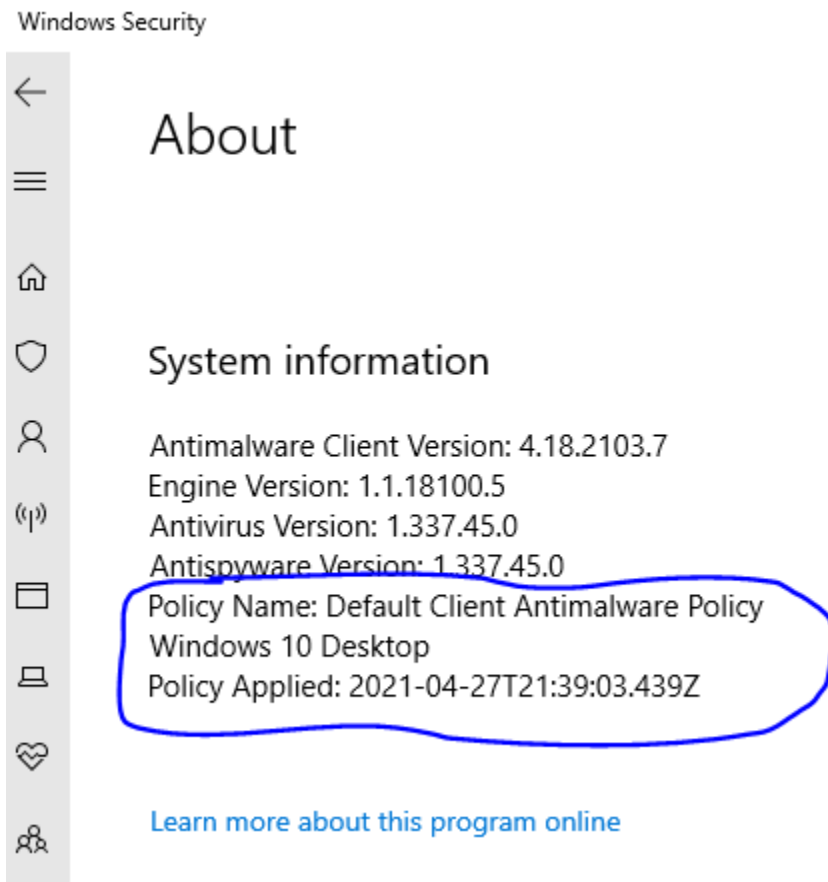 Windows Security
About
System information
Antimalware Client Version: 4.18.2103.7
Engine Version: 1.1.18100.5
Antivirus Version: 1.337.45.0
Antispyware Version: 1.337.45.0
Policy Name: Default Client Antimalware Policy
Windows 10 Desktop
Policy Applied: 2021-04-27T21:39:03.439Z
Learn more about this program online